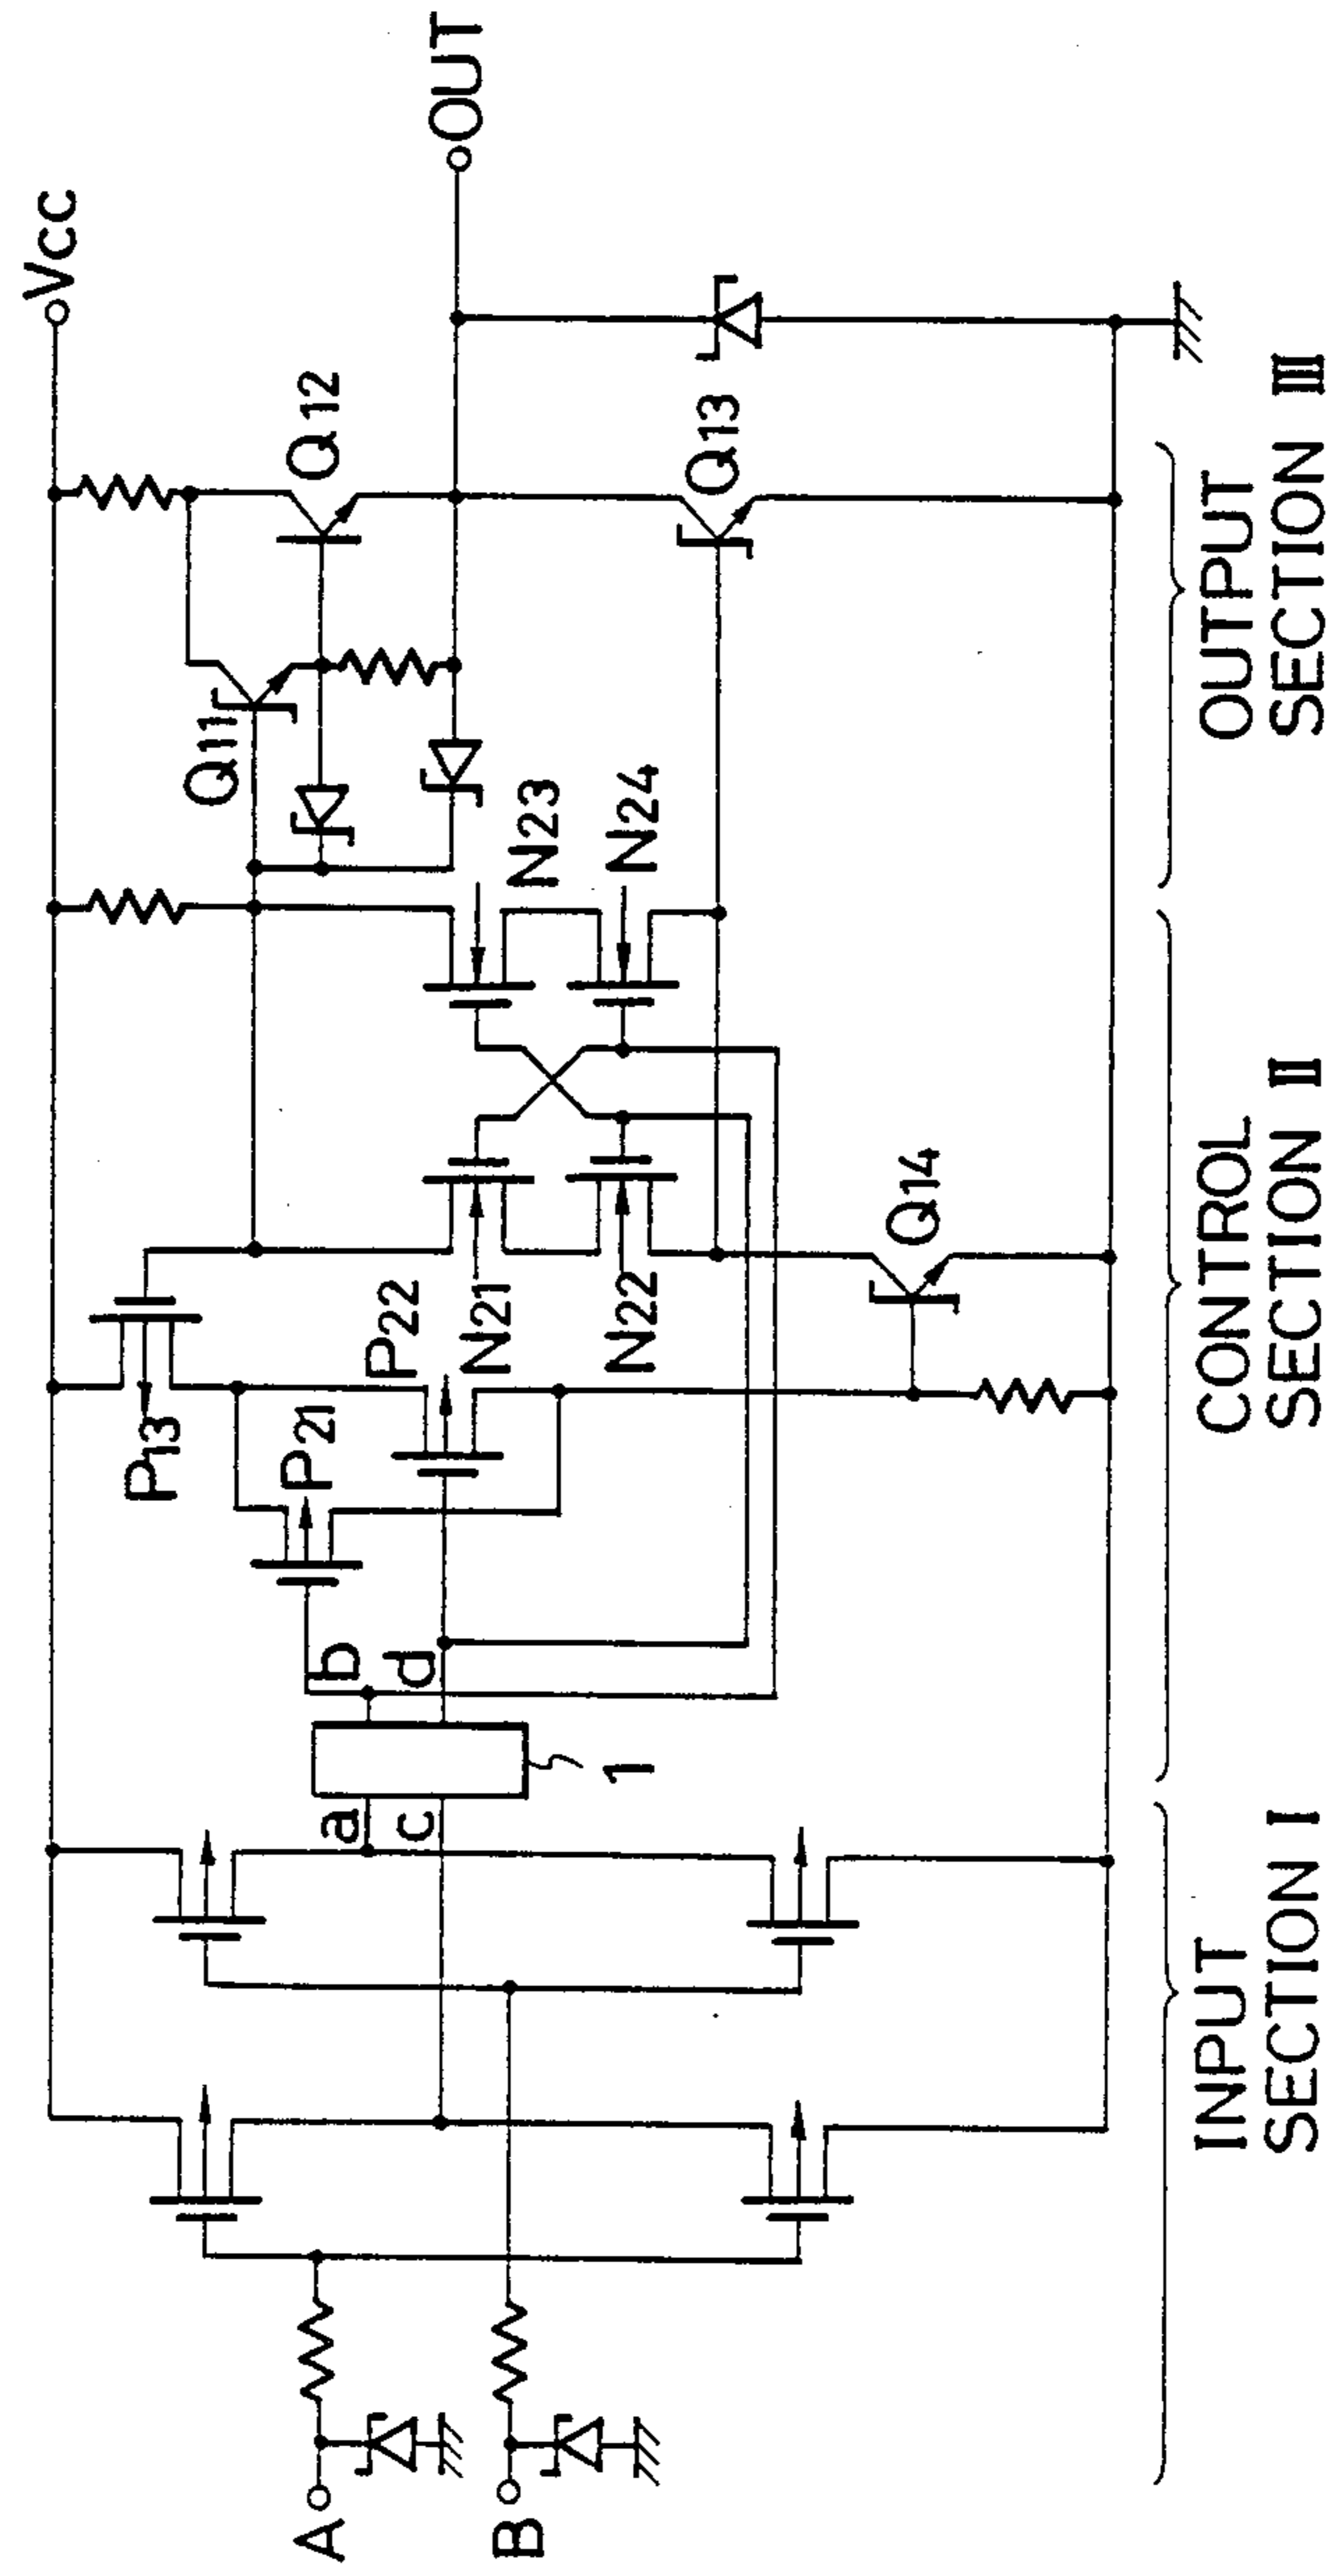 Vcc
OUT
Q11
Q12
Q13
P13
P21
P22
N21
N22
N23
N24
Q14
a
b
c
d
1
A
B
INPUT
SECTION I
CONTROL
SECTION II
OUTPUT
SECTION III